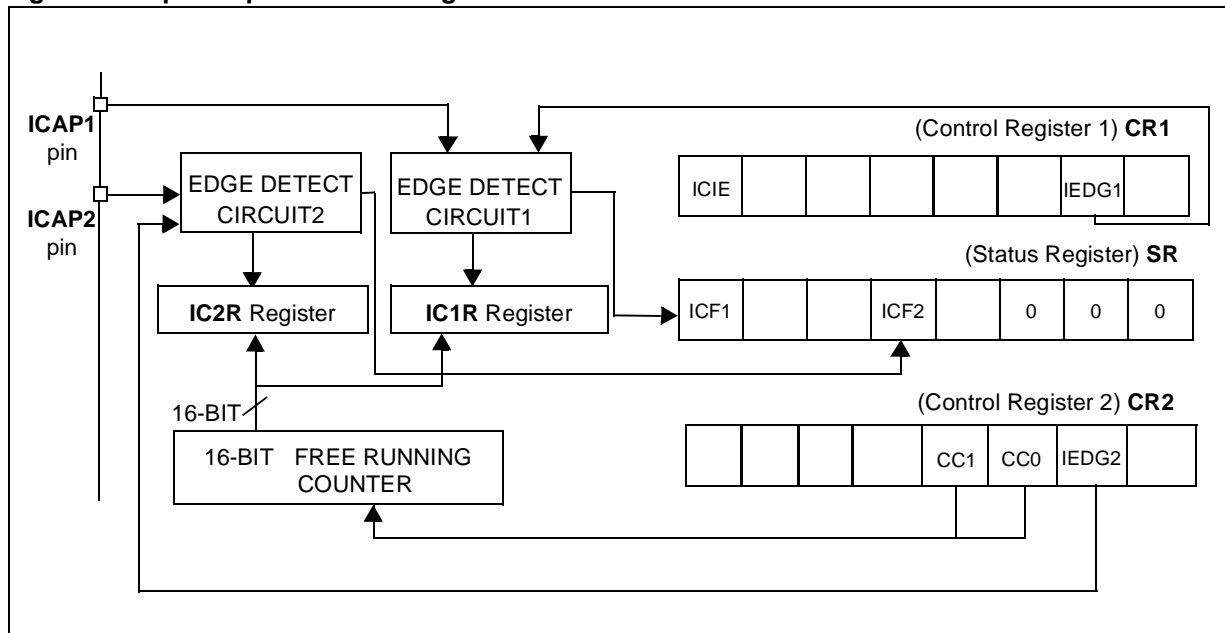 ICAP1
pin
ICAP2
pin
EDGE DETECT
CIRCUIT2
EDGE DETECT
CIRCUIT1
IC2R Register
IC1R Register
16-BIT
16-BIT FREE RUNNING
COUNTER
(Control Register 1) CR1
ICIE
IEDG1
(Status Register) SR
ICF1
ICF2
0
0
0
(Control Register 2) CR2
CC1
CC0
IEDG2